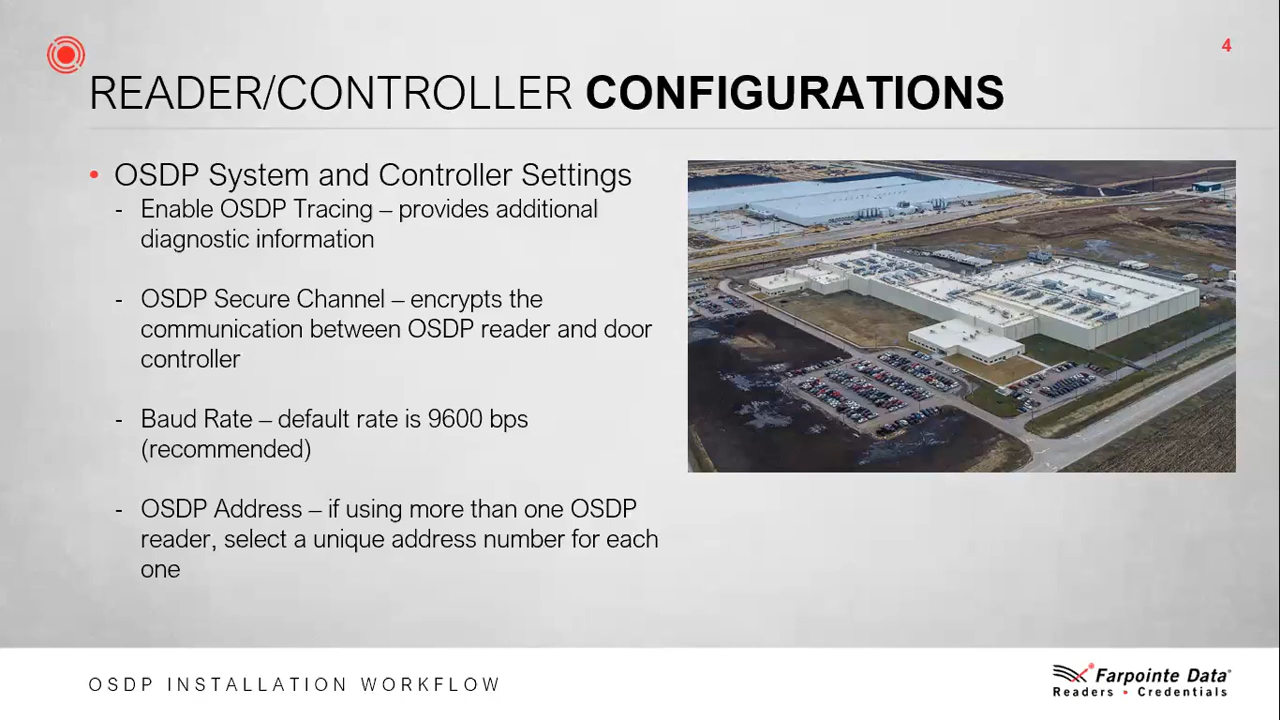 4
READER/CONTROLLER CONFIGURATIONS
• OSDP System and Controller Settings
- Enable OSDP Tracing – provides additional
diagnostic information
- OSDP Secure Channel – encrypts the
communication between OSDP reader and door
controller
- Baud Rate – default rate is 9600 bps
(recommended)
- OSDP Address – if using more than one OSDP
reader, select a unique address number for each
one
OSDP INSTALLATION WORKFLOW
Farpointe Data
Readers • Credentials